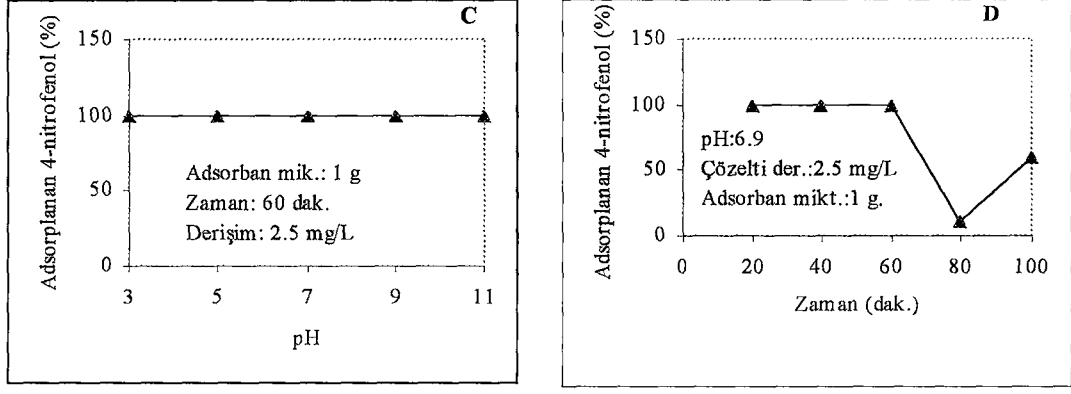 C
Adsorplanan 4-nitrofenol (%)
150
100
50
0
Adsorban mik.: 1 g
Zaman: 60 dak.
Derişim: 2.5 mg/L
3 5 7 9 11
pH
D
Adsorplanan 4-nitrofenol (%)
150
100
50
0
pH:6.9
Çözelti der.:2.5 mg/L
Adsorban mikt.:1 g.
0 20 40 60 80 100
Zaman (dak.)